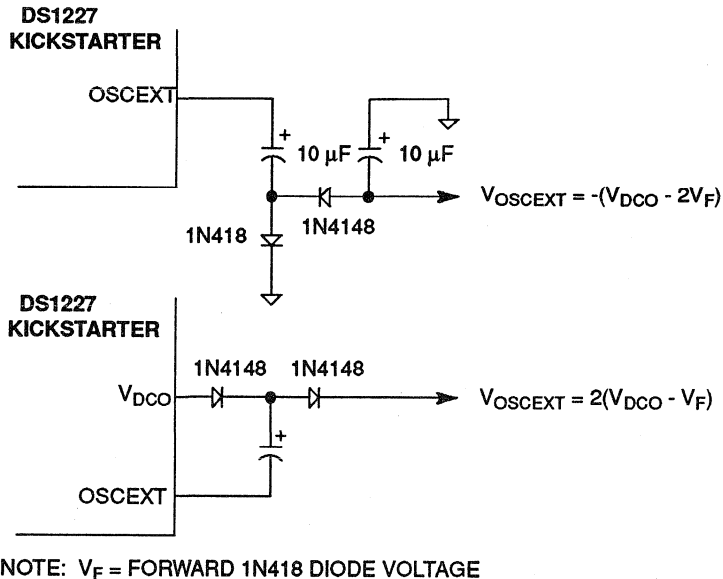 DS1227
KICKSTARTER
OSCEXT
+
10 µF
+
10 µF
VOSCEXT = -(VDCO - 2VF)
1N4148
1N418
DS1227
KICKSTARTER
1N4148
1N4148
VDCO
VOSCEXT = 2(VDCO - VF)
+
OSCEXT
NOTE: VF = FORWARD 1N418 DIODE VOLTAGE